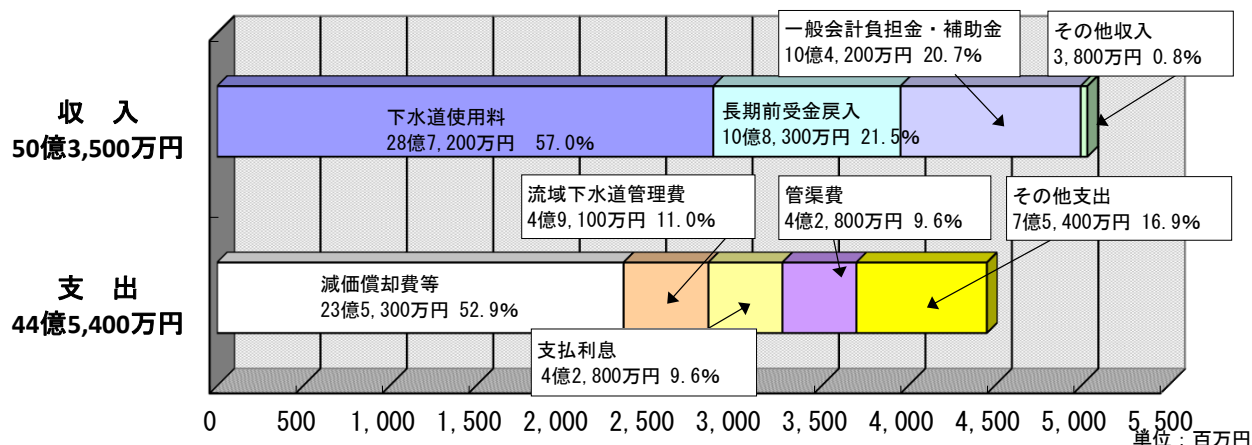 一般会計負担金・補助金
10億4,200万円 20.7%
その他収入
3,800万円 0.8%
収 入
50億3,500万円
下水道使用料
28億7,200万円 57.0%
長期前受金戻入
10億8,300万円 21.5%
流域下水道管理費
4億9,100万円 11.0%
管渠費
4億2,800万円 9.6%
その他支出
7億5,400万円 16.9%
支 出
44億5,400万円
減価償却費等
23億5,300万円 52.9%
支払利息
4億2,800万円 9.6%
0 500 1,000 1,500 2,000 2,500 3,000 3,500 4,000 4,500 5,000 5,500
単位：百万円